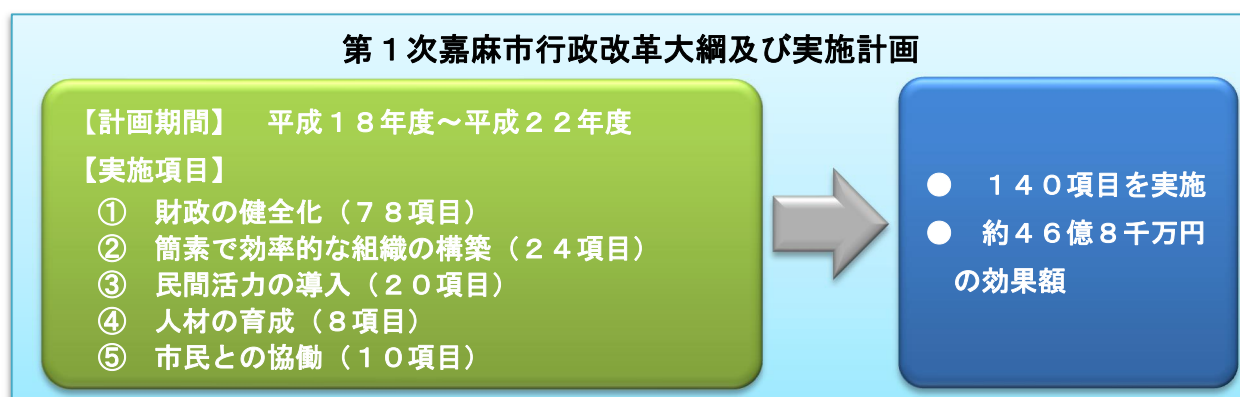 第１次嘉麻市行政改革大綱及び実施計画
【計画期間】　平成１８年度～平成２２年度
【実施項目】
①　財政の健全化（７８項目）
②　簡素で効率的な組織の構築（２４項目）
③　民間活力の導入（２０項目）
④　人材の育成（８項目）
⑤　市民との協働（１０項目）
●　１４０項目を実施
●　約４６億８千万円
の効果額